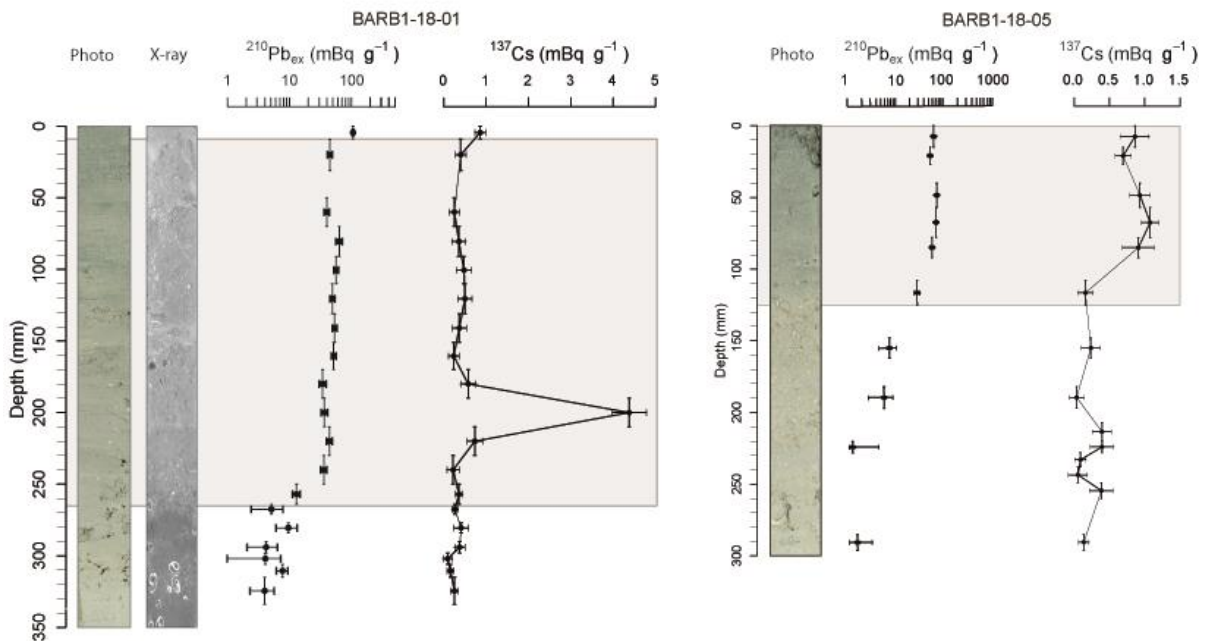 BARB1-18-01
Photo X-ray ²¹⁰Pbₑₓ (mBq g⁻¹) ¹³⁷Cs (mBq g⁻¹)
1 10 100 0 1 2 3 4 5
Depth (mm)
0
50
100
150
200
250
300
350
BARB1-18-05
Photo ²¹⁰Pbₑₓ (mBq g⁻¹) ¹³⁷Cs (mBq g⁻¹)
1 10 100 1000 0.0 0.5 1.0 1.5
Depth (mm)
0
50
100
150
200
250
300